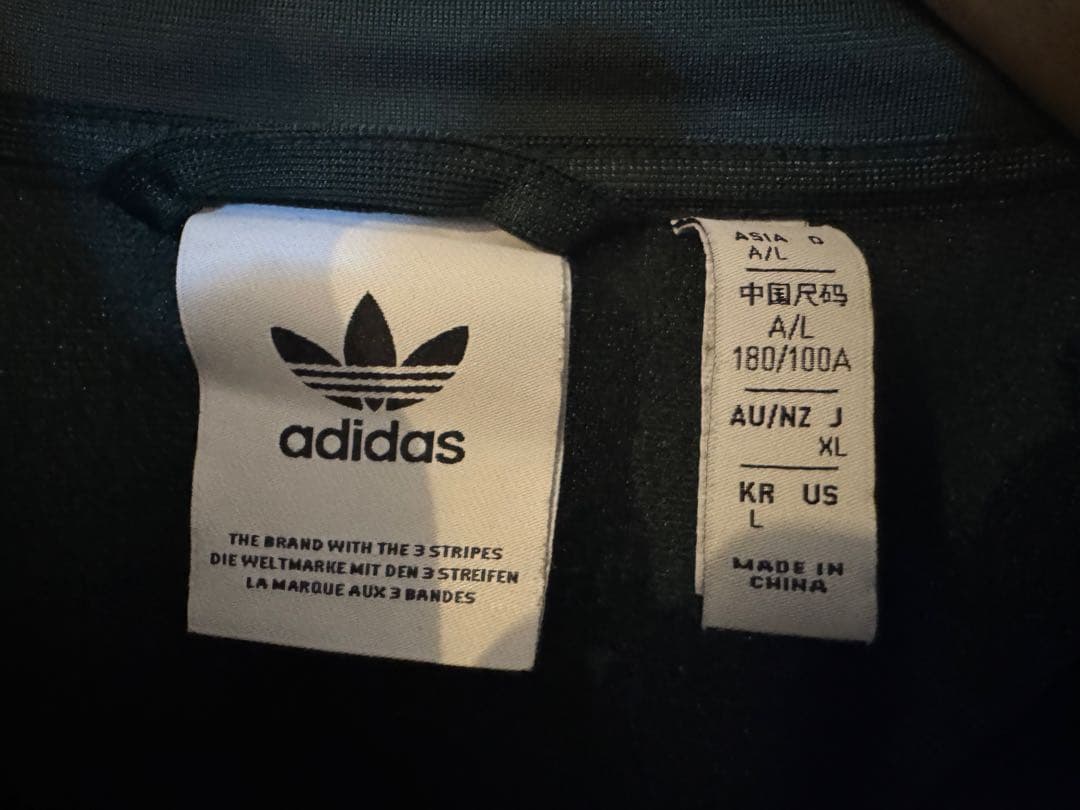 adidas
THE BRAND WITH THE 3 STRIPES
DIE WELTMARKE MIT DEN 3 STREIFEN
LA MARQUE AUX 3 BANDES
ASIA D
A/L
中国尺码
A/L
180/100A
AU/NZ J
XL
KR US
L
MADE IN
CHINA